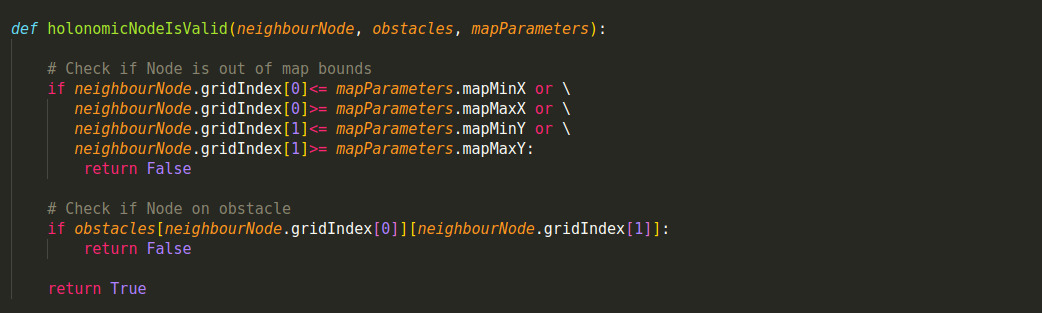 def holonomicNodeIsValid(neighbourNode, obstacles, mapParameters):
# Check if Node is out of map bounds
if neighbourNode.gridIndex[0]<= mapParameters.mapMinX or \
neighbourNode.gridIndex[0]>= mapParameters.mapMaxX or \
neighbourNode.gridIndex[1]<= mapParameters.mapMinY or \
neighbourNode.gridIndex[1]>= mapParameters.mapMaxY:
return False
# Check if Node on obstacle
if obstacles[neighbourNode.gridIndex[0]][neighbourNode.gridIndex[1]]:
return False
return True